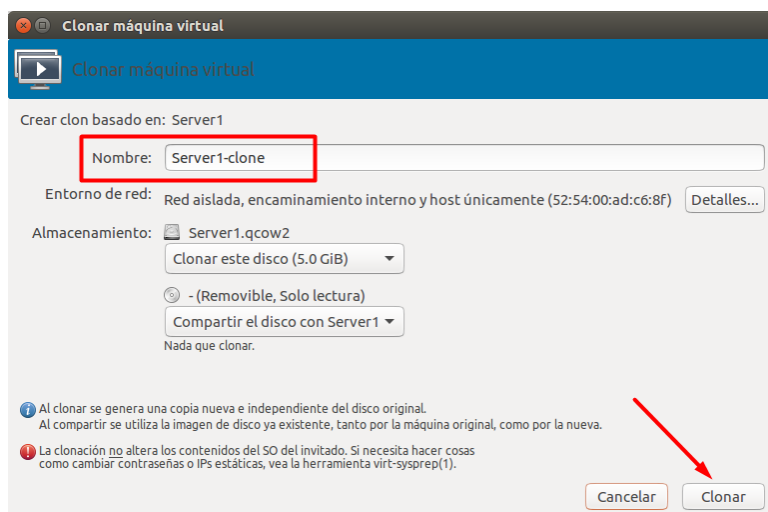 Clonar máquina virtual
Clonar máquina virtual
Crear clon basado en: Server1
Nombre: Server1-clone
Entorno de red: Red aislada, encaminamiento interno y host únicamente (52:54:00:ad:c6:8f) Detalles...
Almacenamiento: Server1.qcow2
Clonar este disco (5.0 GiB)
- (Removible, Solo lectura)
Compartir el disco con Server1
Nada que clonar.
Al clonar se genera una copia nueva e independiente del disco original.
Al compartir se utiliza la imagen de disco ya existente, tanto por la máquina original, como por la nueva.
La clonación no altera los contenidos del SO del invitado. Si necesita hacer cosas
como cambiar contraseñas o IPs estáticas, vea la herramienta virt-sysprep(1).
Cancelar Clonar